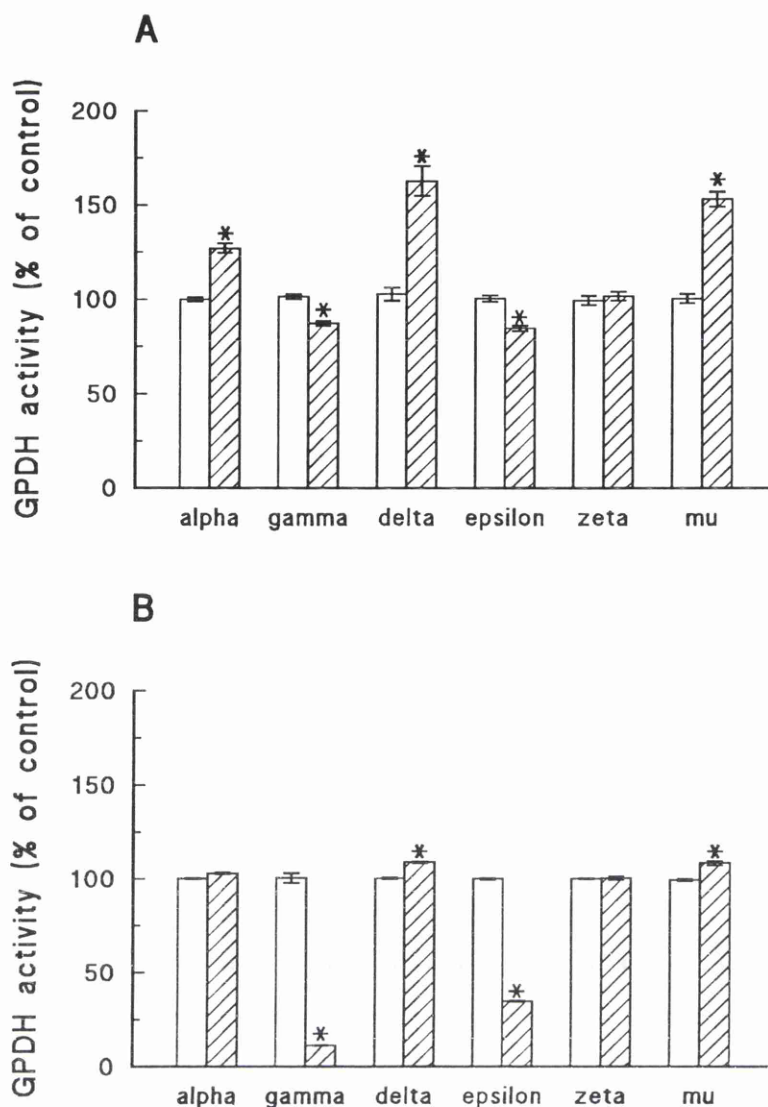 A
GPDH activity (% of control)
200
150
100
50
0
* * * * *
alpha gamma delta epsilon zeta mu
B
GPDH activity (% of control)
200
150
100
50
0
* * * *
alpha gamma delta epsilon zeta mu